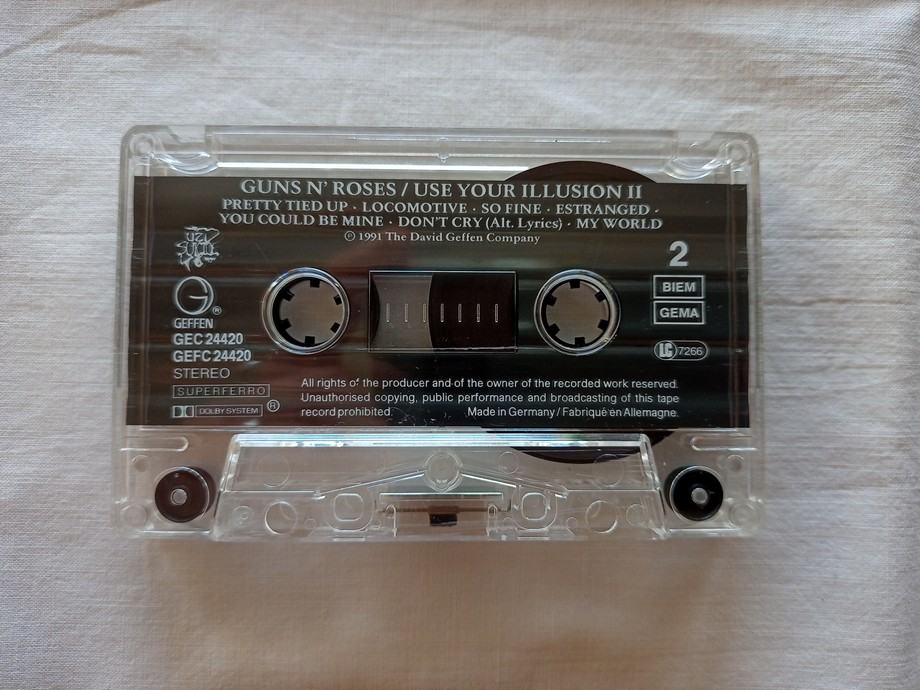 GUNS N' ROSES / USE YOUR ILLUSION II
PRETTY TIED UP · LOCOMOTIVE · SO FINE · ESTRANGED ·
YOU COULD BE MINE · DON'T CRY (Alt. Lyrics) · MY WORLD
℗ 1991 The David Geffen Company
UZI SUICIDE
2
G®
GEFFEN
BIEM
GEMA
GEC 24420
GEFC 24420
LC 7266
STEREO
SUPERFERRO
DOLBY SYSTEM ®
All rights of the producer and of the owner of the recorded work reserved.
Unauthorised copying, public performance and broadcasting of this tape
record prohibited. Made in Germany / Fabriqué en Allemagne.